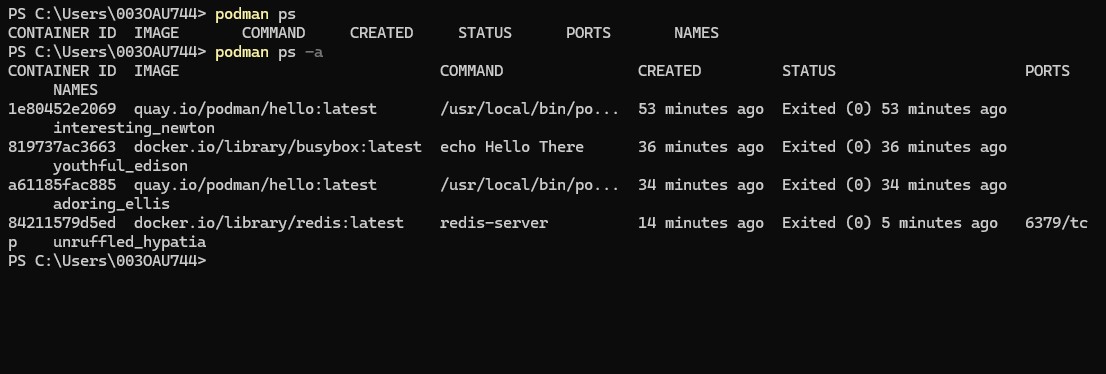 PS C:\Users\003OAU744> podman ps
CONTAINER ID  IMAGE       COMMAND     CREATED     STATUS      PORTS       NAMES
PS C:\Users\003OAU744> podman ps -a
CONTAINER ID  IMAGE                             COMMAND               CREATED         STATUS                     PORTS
     NAMES
1e80452e2069  quay.io/podman/hello:latest       /usr/local/bin/po...  53 minutes ago  Exited (0) 53 minutes ago
     interesting_newton
819737ac3663  docker.io/library/busybox:latest  echo Hello There      36 minutes ago  Exited (0) 36 minutes ago
     youthful_edison
a61185fac885  quay.io/podman/hello:latest       /usr/local/bin/po...  34 minutes ago  Exited (0) 34 minutes ago
     adoring_ellis
84211579d5ed  docker.io/library/redis:latest    redis-server          14 minutes ago  Exited (0) 5 minutes ago   6379/tc
p    unruffled_hypatia
PS C:\Users\003OAU744>